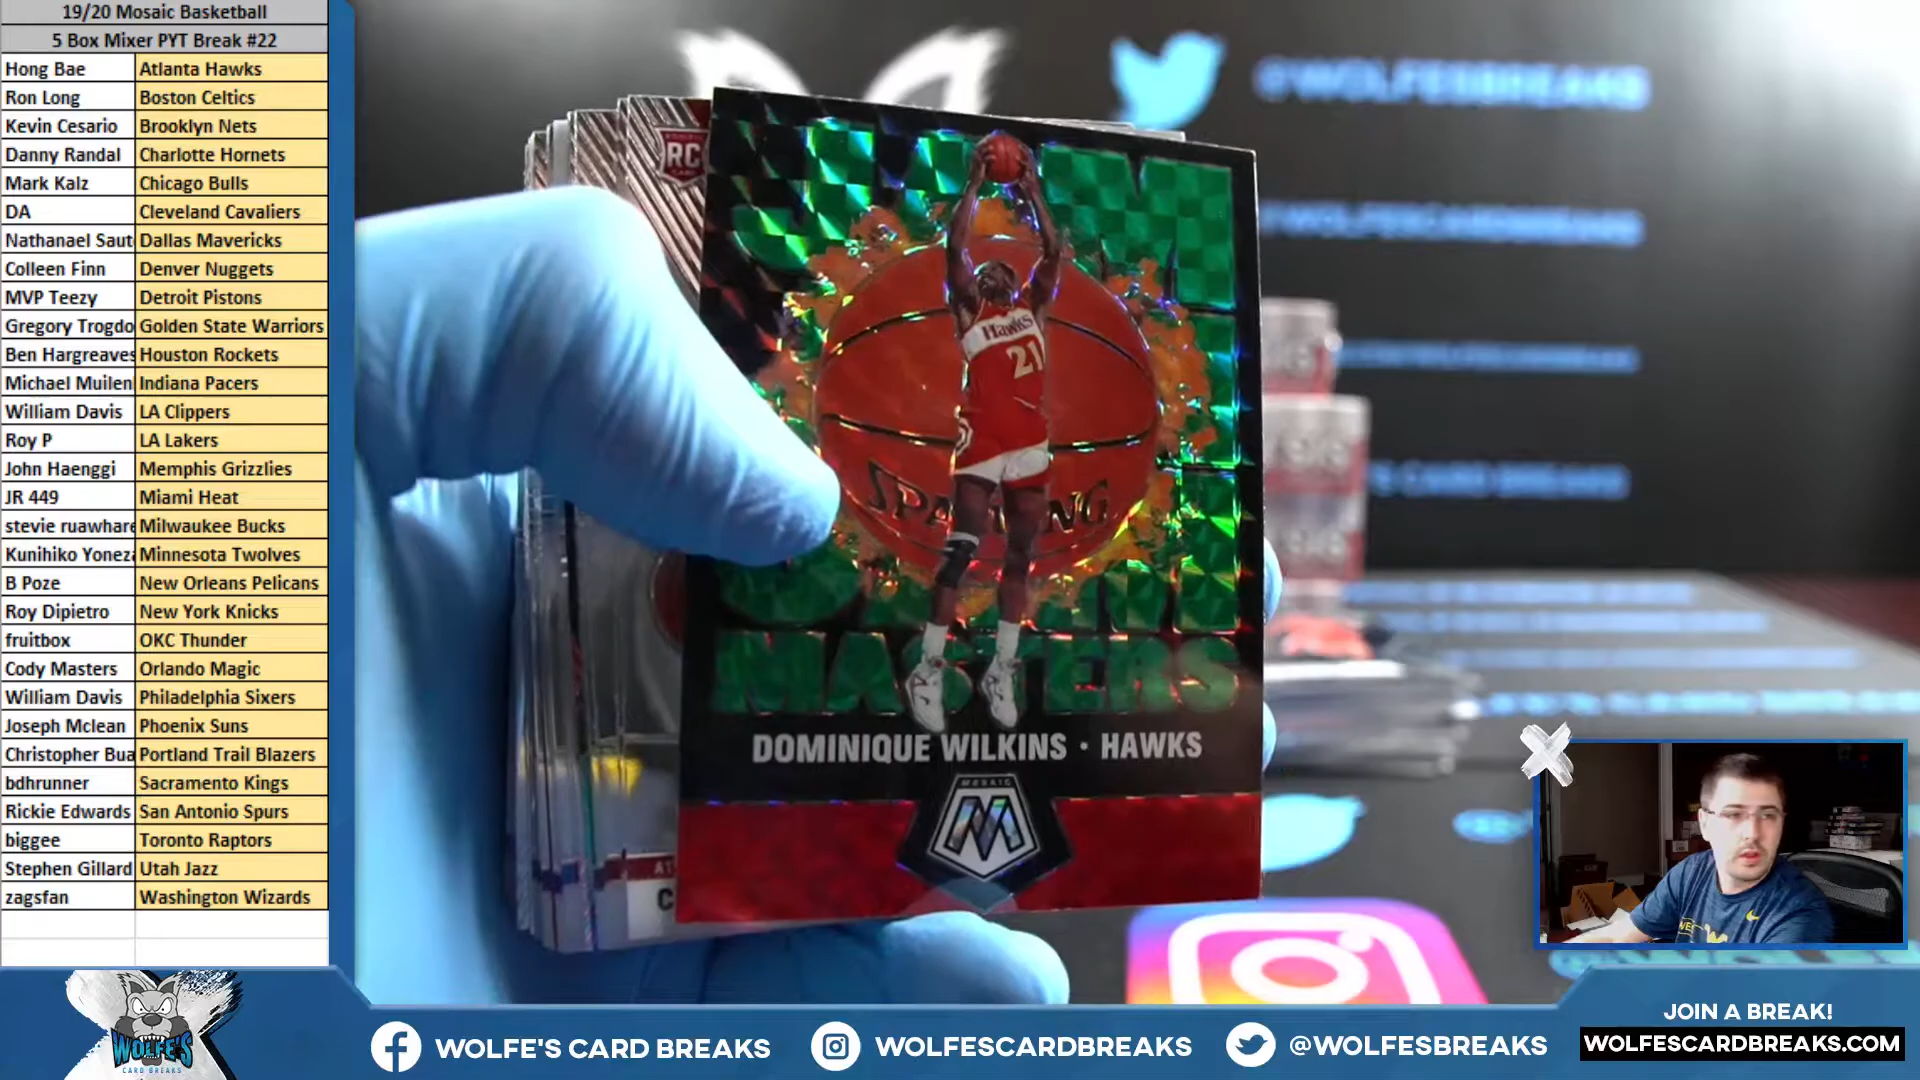 19/20 Mosaic Basketball
5 Box Mixer PYT Break #22
Hong Bae Atlanta Hawks
Ron Long Boston Celtics
Kevin Cesario Brooklyn Nets
Danny Randal Charlotte Hornets
Mark Kalz Chicago Bulls
DA Cleveland Cavaliers
Nathanael Saut Dallas Mavericks
Colleen Finn Denver Nuggets
MVP Teezy Detroit Pistons
Gregory Trogdo Golden State Warriors
Ben Hargreaves Houston Rockets
Michael Muilen Indiana Pacers
William Davis LA Clippers
Roy P LA Lakers
John Haenggi Memphis Grizzlies
JR 449 Miami Heat
stevie ruawhare Milwaukee Bucks
Kunihiko Yoneza Minnesota Twolves
B Poze New Orleans Pelicans
Roy Dipietro New York Knicks
fruitbox OKC Thunder
Cody Masters Orlando Magic
William Davis Philadelphia Sixers
Joseph Mclean Phoenix Suns
Christopher Bua Portland Trail Blazers
bdhrunner Sacramento Kings
Rickie Edwards San Antonio Spurs
biggee Toronto Raptors
Stephen Gillard Utah Jazz
zagsfan Washington Wizards
@WOLFESBREAKS
@WOLFESCARDBREAKS
RC
Hawks
21
MASTERS
DOMINIQUE WILKINS • HAWKS
MOSAIC
M
WOLFE'S
CARD BREAKS
WOLFE'S CARD BREAKS
WOLFESCARDBREAKS
@WOLFESBREAKS
JOIN A BREAK!
WOLFESCARDBREAKS.COM